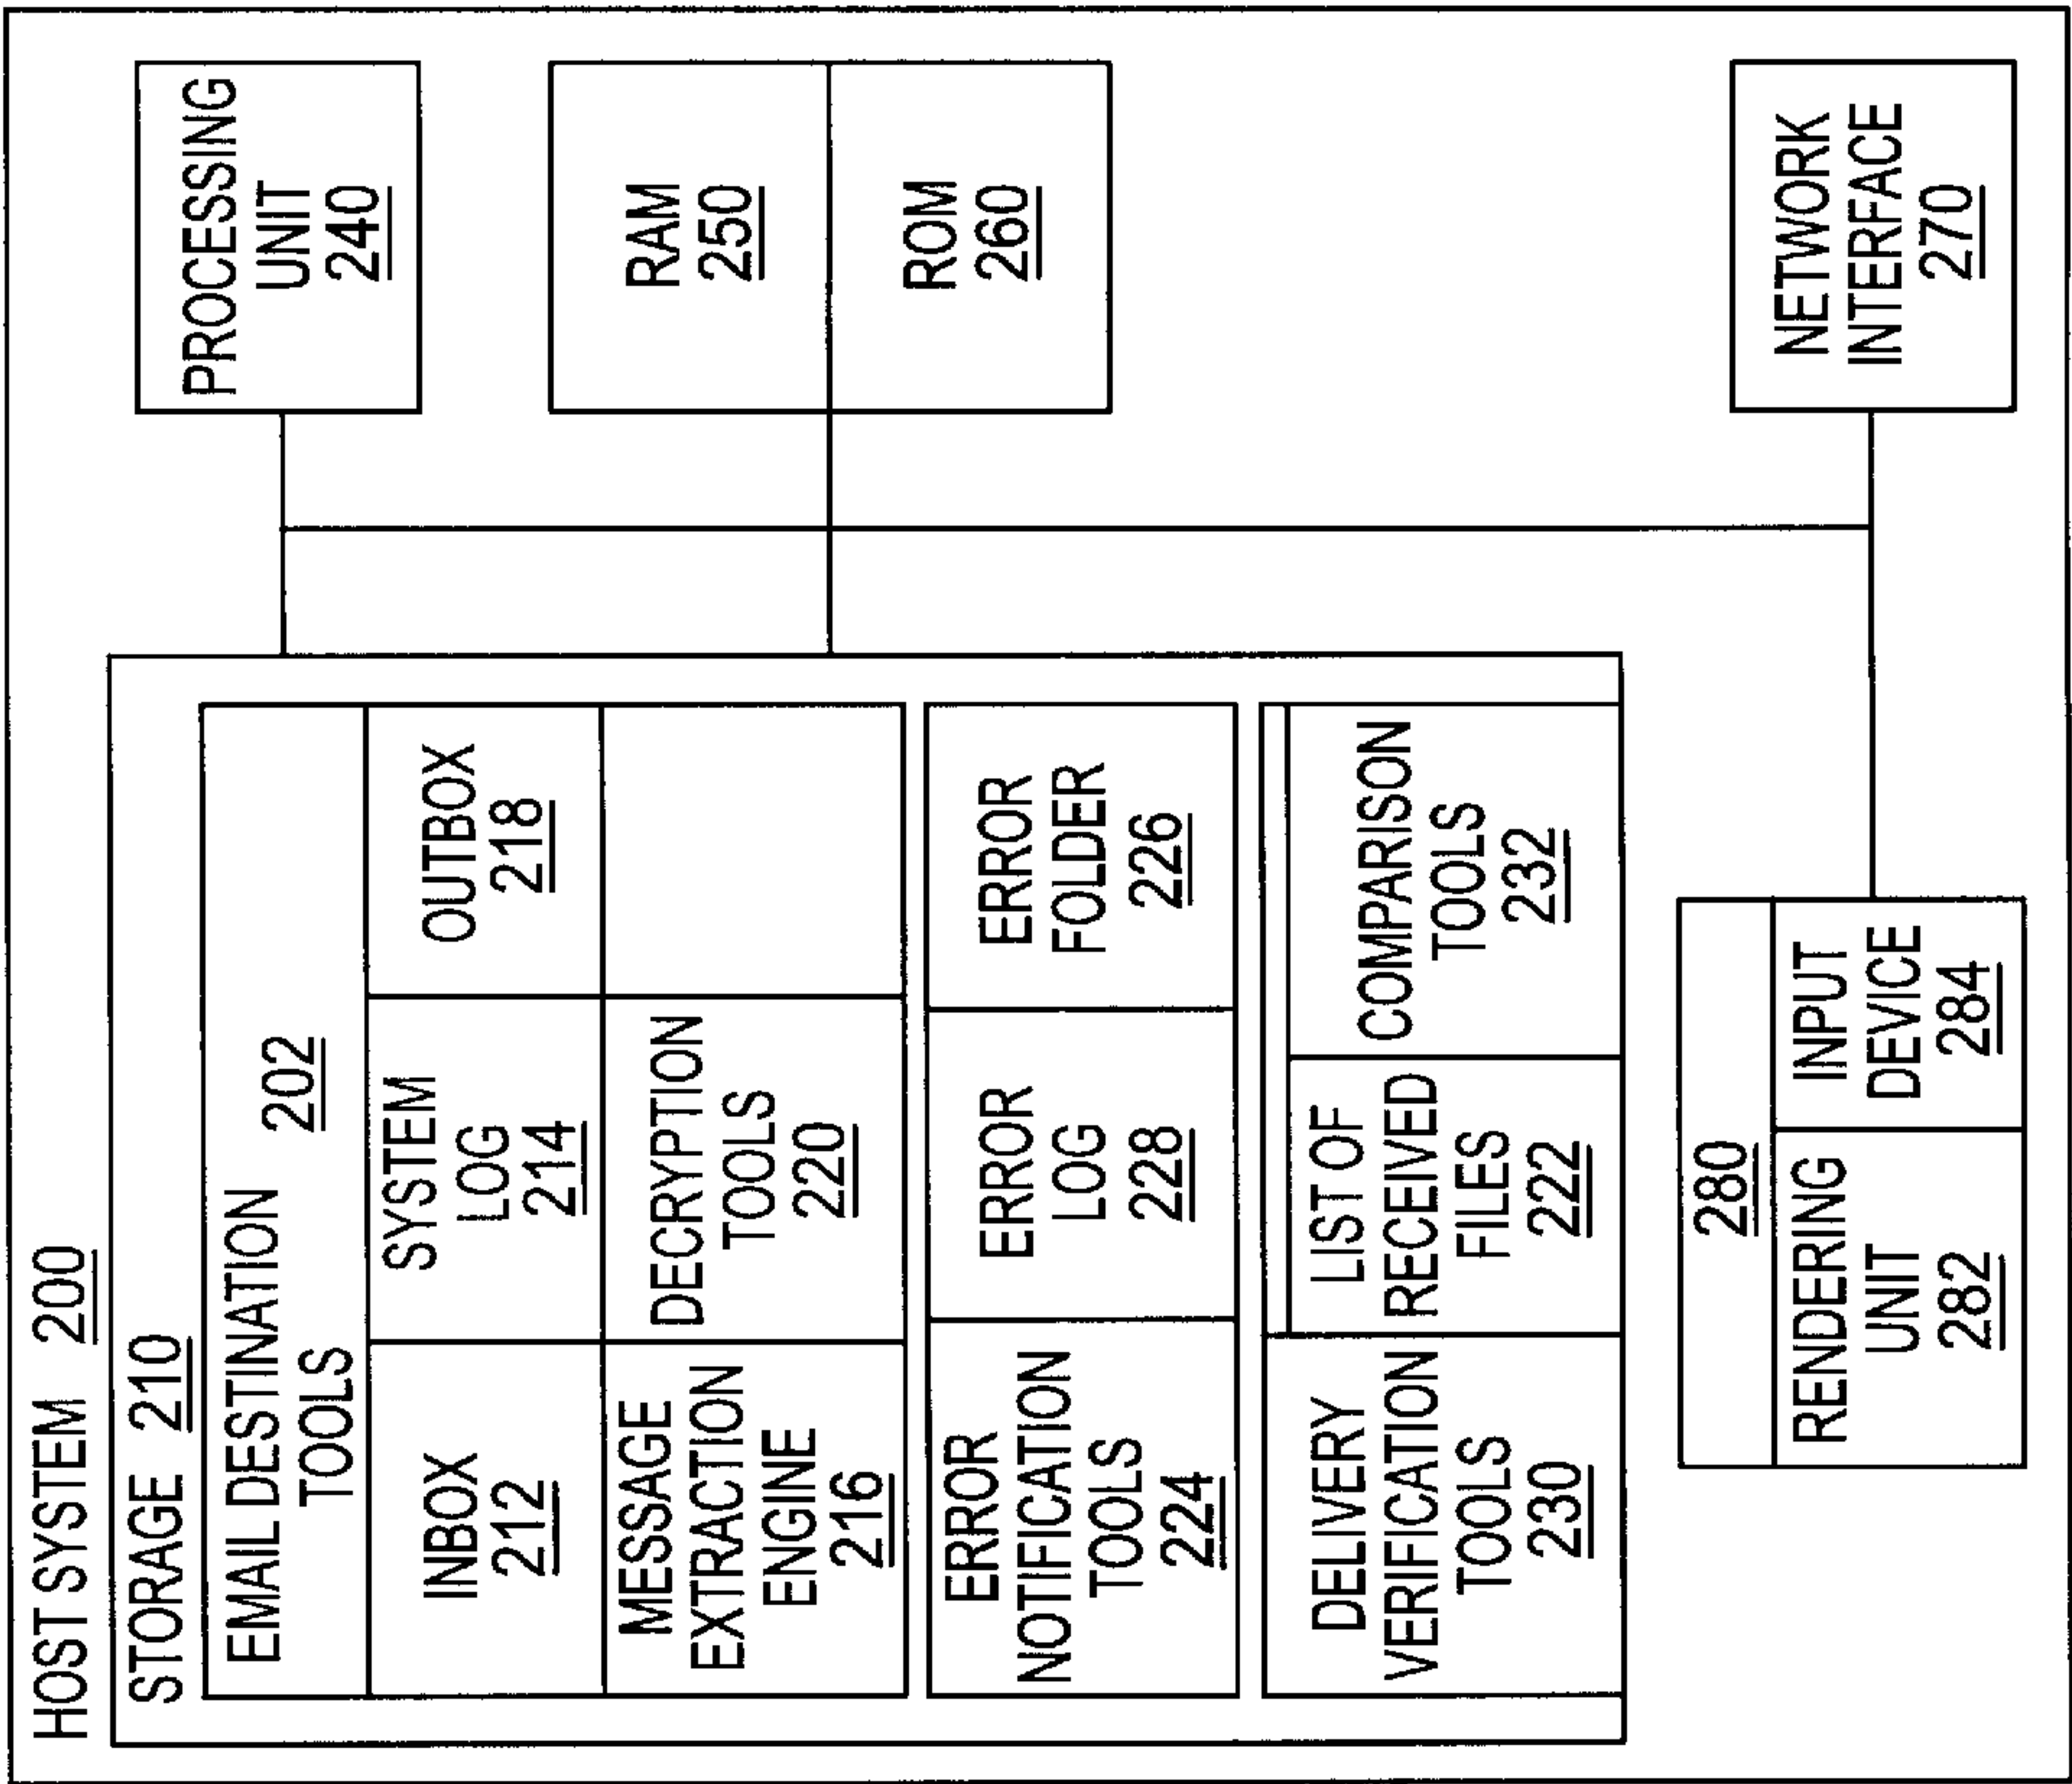 HOST SYSTEM 200
STORAGE 210
EMAIL DESTINATION
TOOLS
202
INBOX
212
SYSTEM
LOG
214
OUTBOX
218
MESSAGE
EXTRACTION
ENGINE
216
DECRYPTION
TOOLS
220
ERROR
NOTIFICATION
TOOLS
224
ERROR
LOG
228
ERROR
FOLDER
226
DELIVERY
VERIFICATION
TOOLS
230
LIST OF
RECEIVED
FILES
222
COMPARISON
TOOLS
232
PROCESSING
UNIT
240
RAM
250
ROM
260
NETWORK
INTERFACE
270
280
RENDERING
UNIT
282
INPUT
DEVICE
284